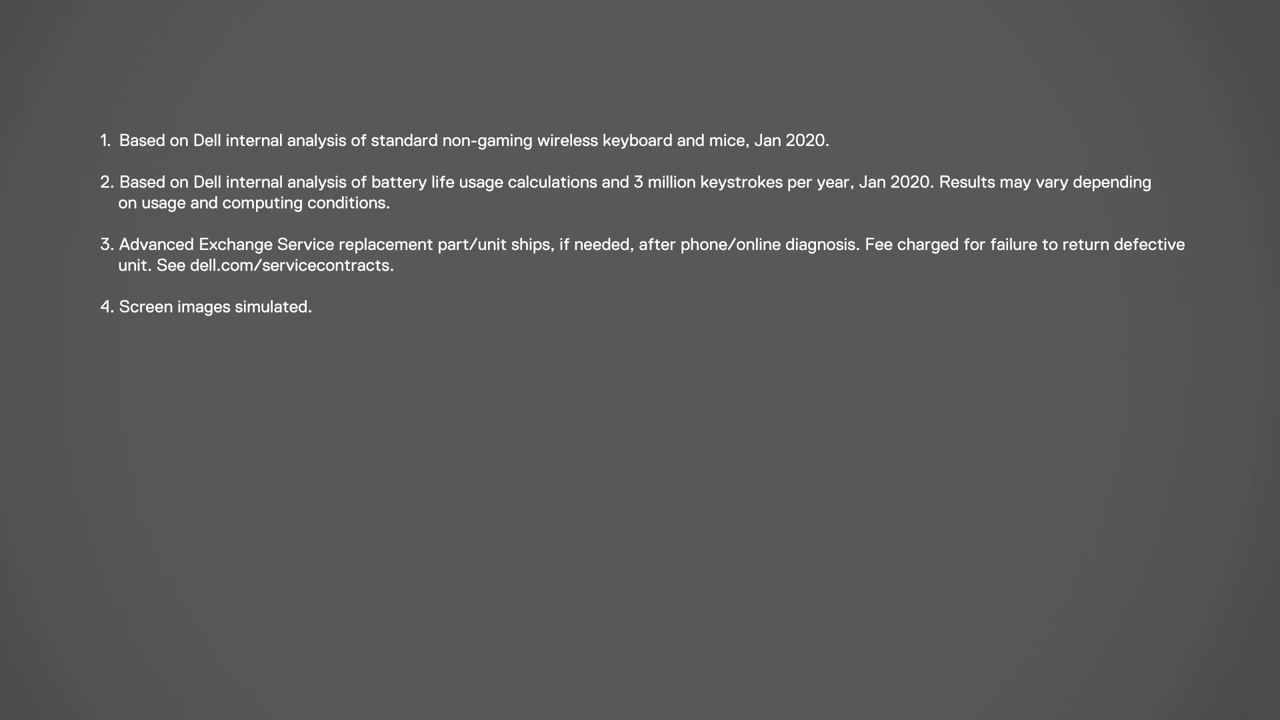 1. Based on Dell internal analysis of standard non-gaming wireless keyboard and mice, Jan 2020.
2. Based on Dell internal analysis of battery life usage calculations and 3 million keystrokes per year, Jan 2020. Results may vary depending
on usage and computing conditions.
3. Advanced Exchange Service replacement part/unit ships, if needed, after phone/online diagnosis. Fee charged for failure to return defective
unit. See dell.com/servicecontracts.
4. Screen images simulated.